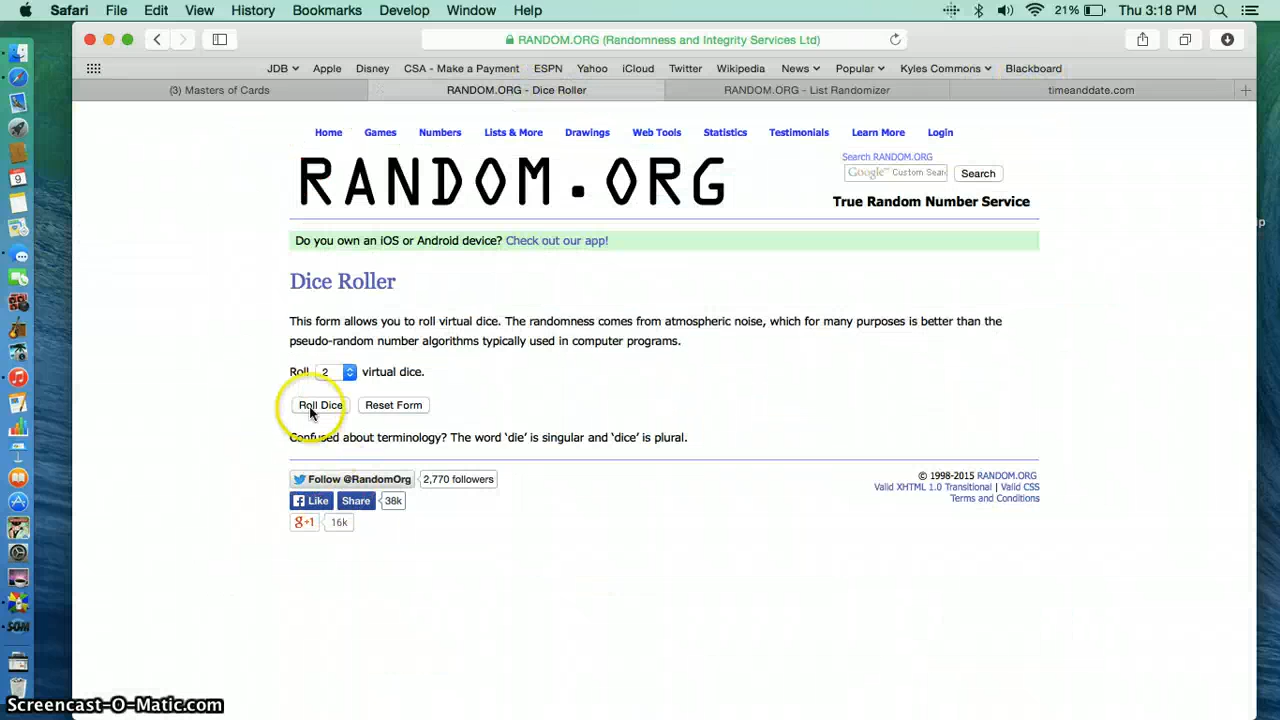 Safari File Edit View History Bookmarks Develop Window Help 21% Thu 3:18 PM
RANDOM.ORG (Randomness and Integrity Services Ltd)
JDB Apple Disney CSA - Make a Payment ESPN Yahoo iCloud Twitter Wikipedia News Popular Kyles Commons Blackboard
(3) Masters of Cards RANDOM.ORG - Dice Roller RANDOM.ORG - List Randomizer timeanddate.com
Home Games Numbers Lists & More Drawings Web Tools Statistics Testimonials Learn More Login
Search RANDOM.ORG
Google™ Custom Sear Search
RANDOM.ORG
True Random Number Service
Do you own an iOS or Android device? Check out our app!
Dice Roller
This form allows you to roll virtual dice. The randomness comes from atmospheric noise, which for many purposes is better than the
pseudo-random number algorithms typically used in computer programs.
Roll 2 virtual dice.
Roll Dice Reset Form
Confused about terminology? The word ‘die’ is singular and ‘dice’ is plural.
Follow @RandomOrg 2,770 followers
Like Share 38k
g+1 16k
© 1998-2015 RANDOM.ORG
Valid XHTML 1.0 Transitional | Valid CSS
Terms and Conditions
9
SOM
Screencast-O-Matic.com